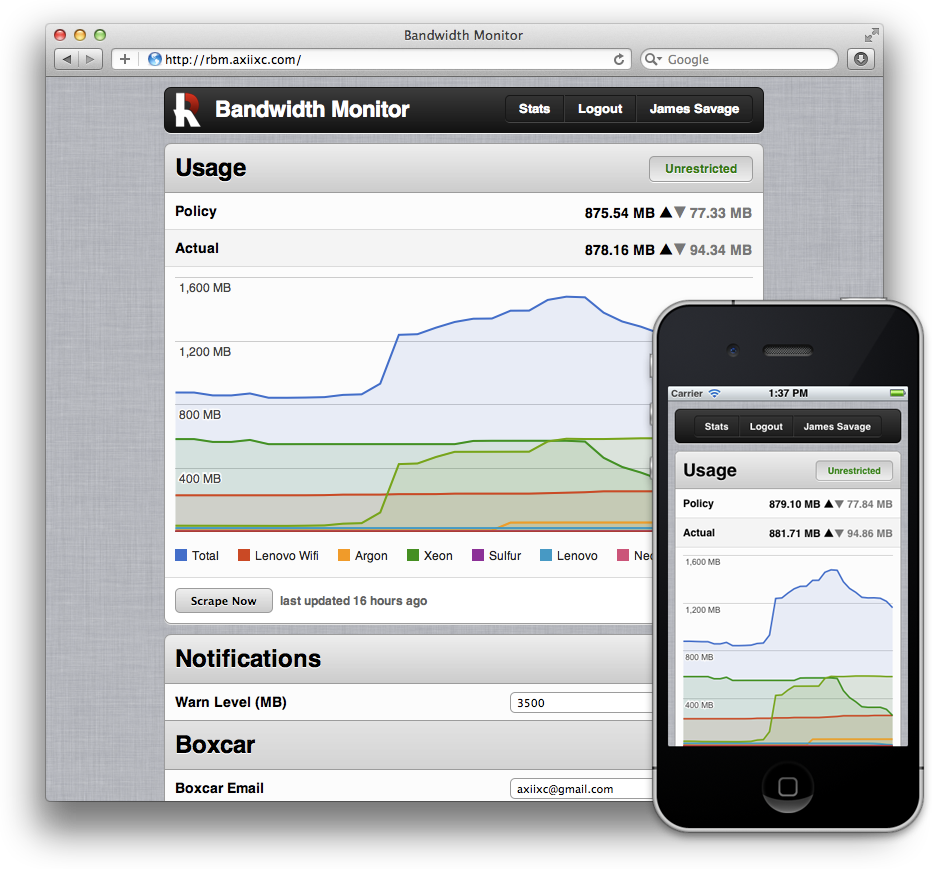 Bandwidth Monitor
http://rbm.axiixc.com/
Google
Bandwidth Monitor
Stats Logout James Savage
Usage Unrestricted
Policy 875.54 MB ▲▼ 77.33 MB
Actual 878.16 MB ▲▼ 94.34 MB
1,600 MB
1,200 MB
800 MB
400 MB
Total Lenovo Wifi Argon Xeon Sulfur Lenovo
Scrape Now last updated 16 hours ago
Notifications
Warn Level (MB) 3500
Boxcar
Boxcar Email axiixc@gmail.com
Carrier 1:37 PM
Stats Logout James Savage
Usage Unrestricted
Policy 879.10 MB ▲▼ 77.84 MB
Actual 881.71 MB ▲▼ 94.86 MB
1,600 MB
1,200 MB
800 MB
400 MB